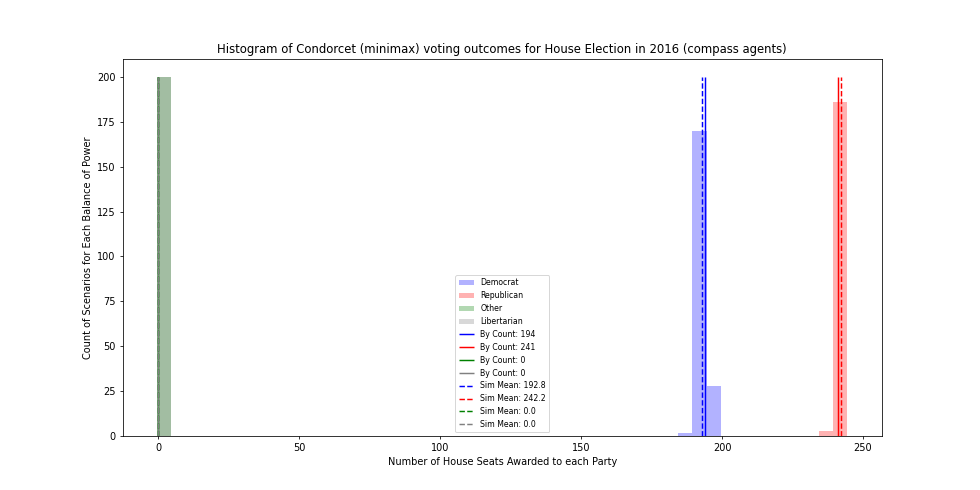 Histogram of Condorcet (minimax) voting outcomes for House Election in 2016 (compass agents)
Count of Scenarios for Each Balance of Power
200
175
150
125
100
75
50
25
0
Democrat
Republican
Other
Libertarian
By Count: 194
By Count: 241
By Count: 0
By Count: 0
Sim Mean: 192.8
Sim Mean: 242.2
Sim Mean: 0.0
Sim Mean: 0.0
0 50 100 150 200 250
Number of House Seats Awarded to each Party